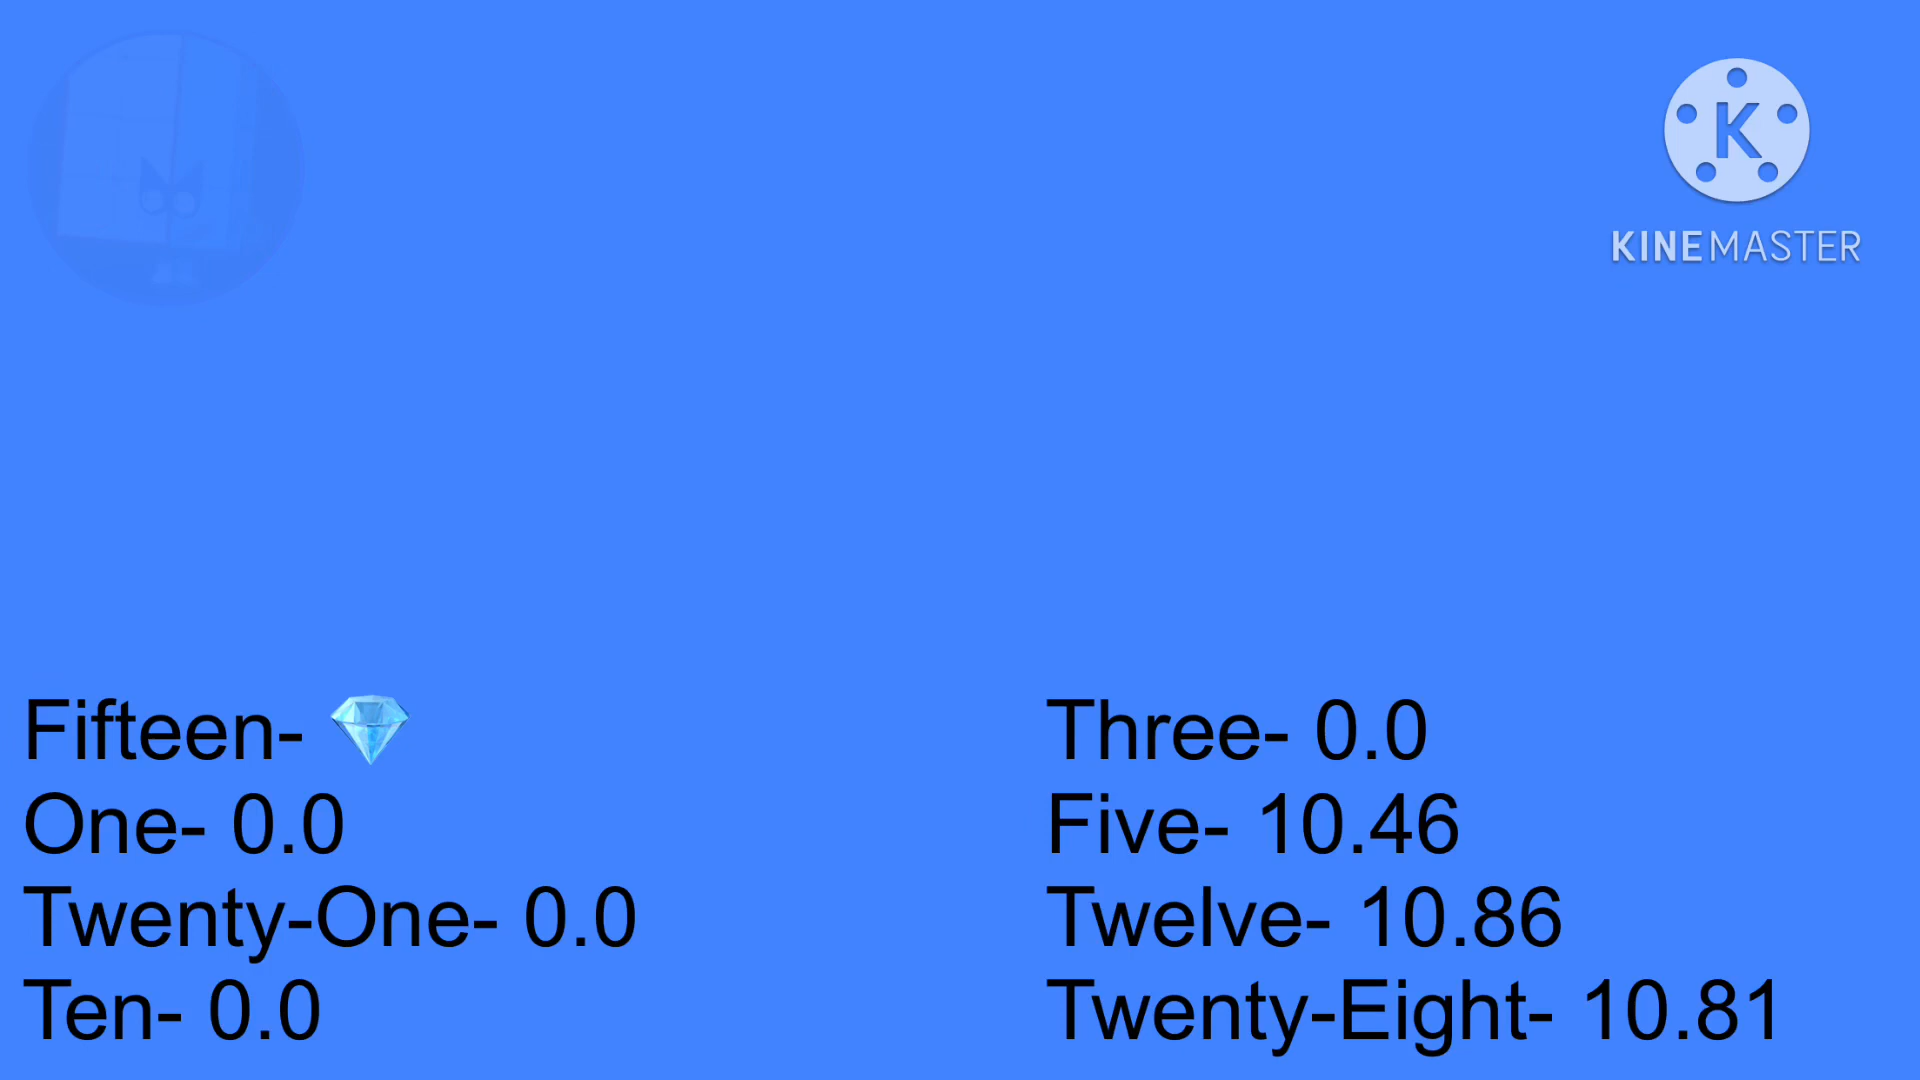 K
KINEMASTER
Fifteen- 💎
One- 0.0
Twenty-One- 0.0
Ten- 0.0
Three- 0.0
Five- 10.46
Twelve- 10.86
Twenty-Eight- 10.81